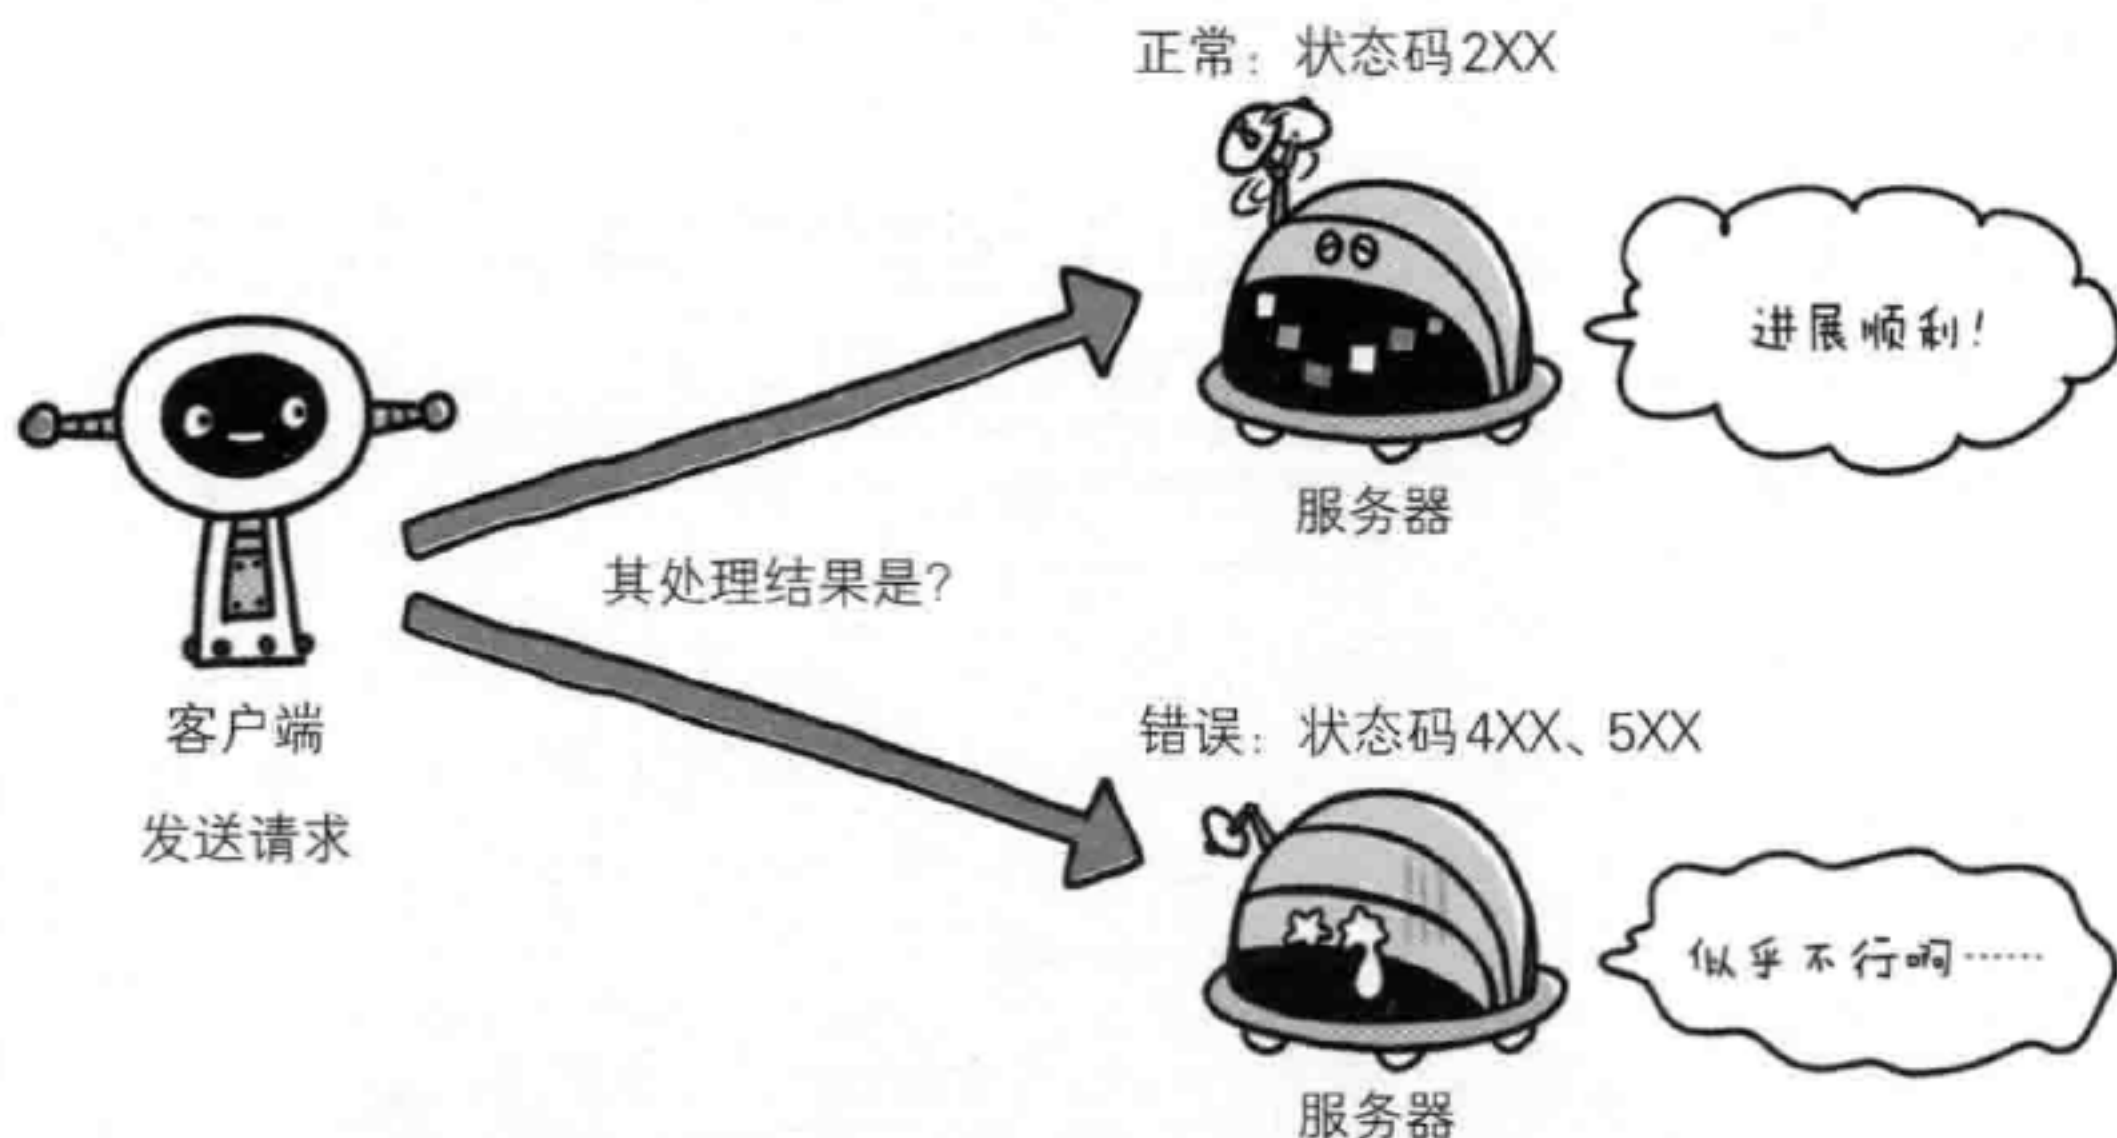 正常：状态码2XX
进展顺利！
服务器
其处理结果是？
客户端
发送请求
错误：状态码4XX、5XX
似乎不行啊……
服务器